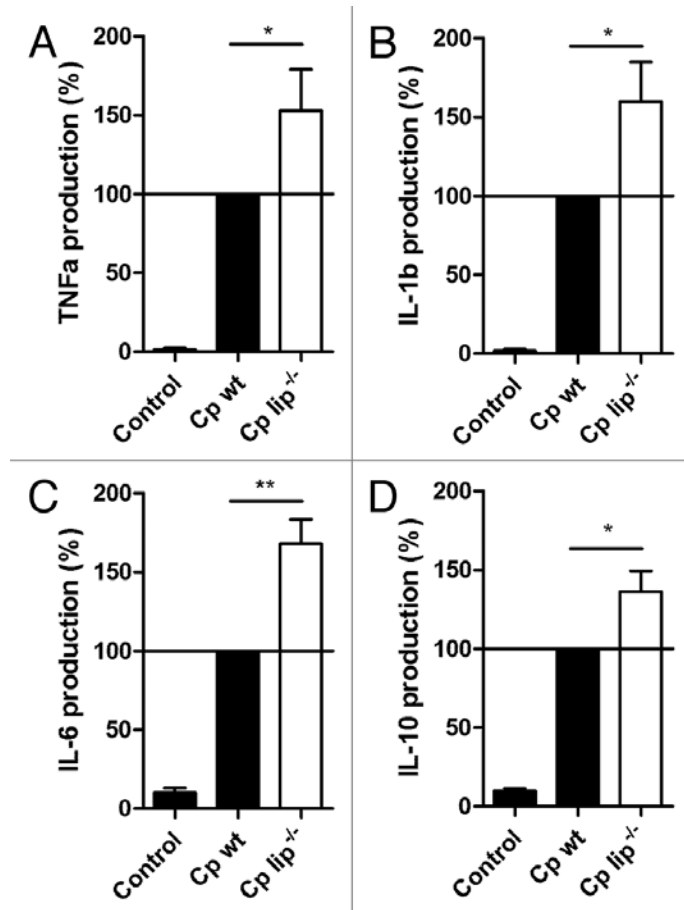 A
TNFa production (%)
200
150
100
50
0
*
Control
Cp wt
Cp lip -/-
B
IL-1b production (%)
200
150
100
50
0
*
Control
Cp wt
Cp lip -/-
C
IL-6 production (%)
200
150
100
50
0
**
Control
Cp wt
Cp lip -/-
D
IL-10 production (%)
200
150
100
50
0
*
Control
Cp wt
Cp lip -/-